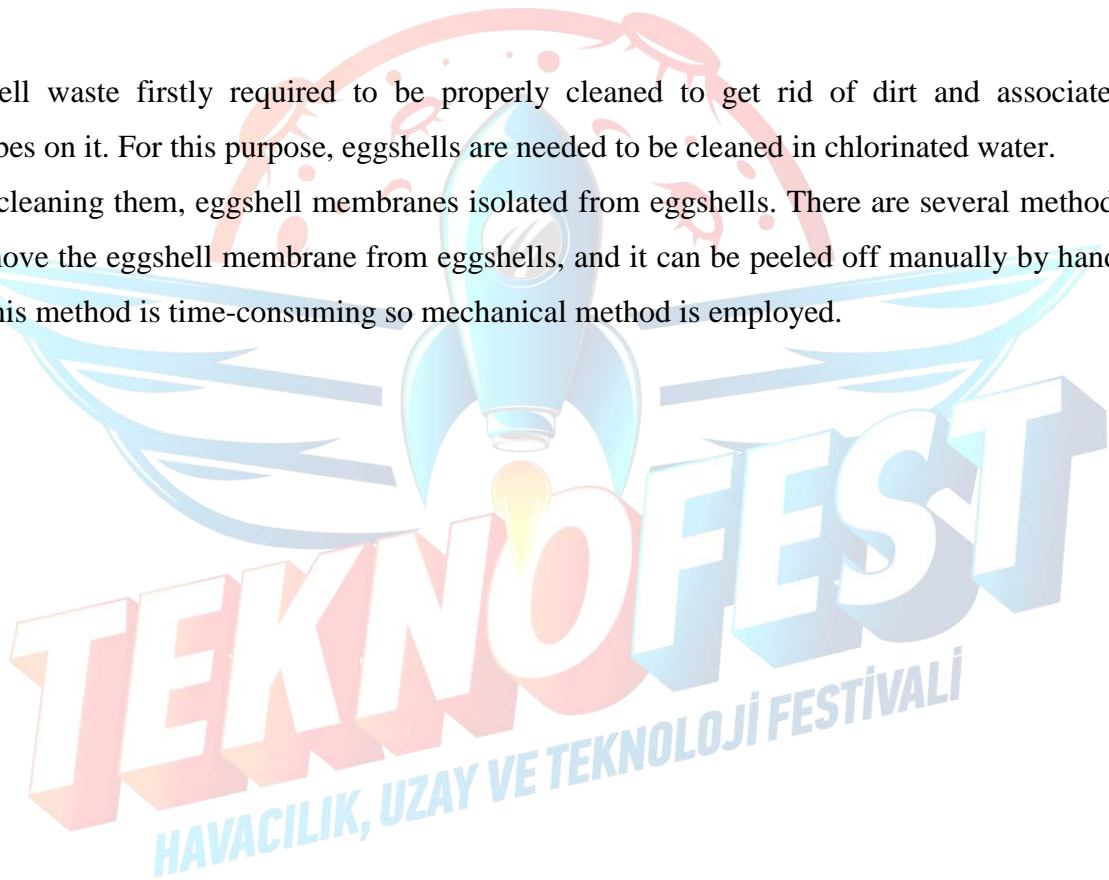 ell waste firstly required to be properly cleaned to get rid of dirt and associate
bes on it. For this purpose, eggshells are needed to be cleaned in chlorinated water.
cleaning them, eggshell membranes isolated from eggshells. There are several method
ove the eggshell membrane from eggshells, and it can be peeled off manually by hand
his method is time-consuming so mechanical method is employed.
TEKNOFEST
HAVACILIK, UZAY VE TEKNOLOJİ FESTİVALİ